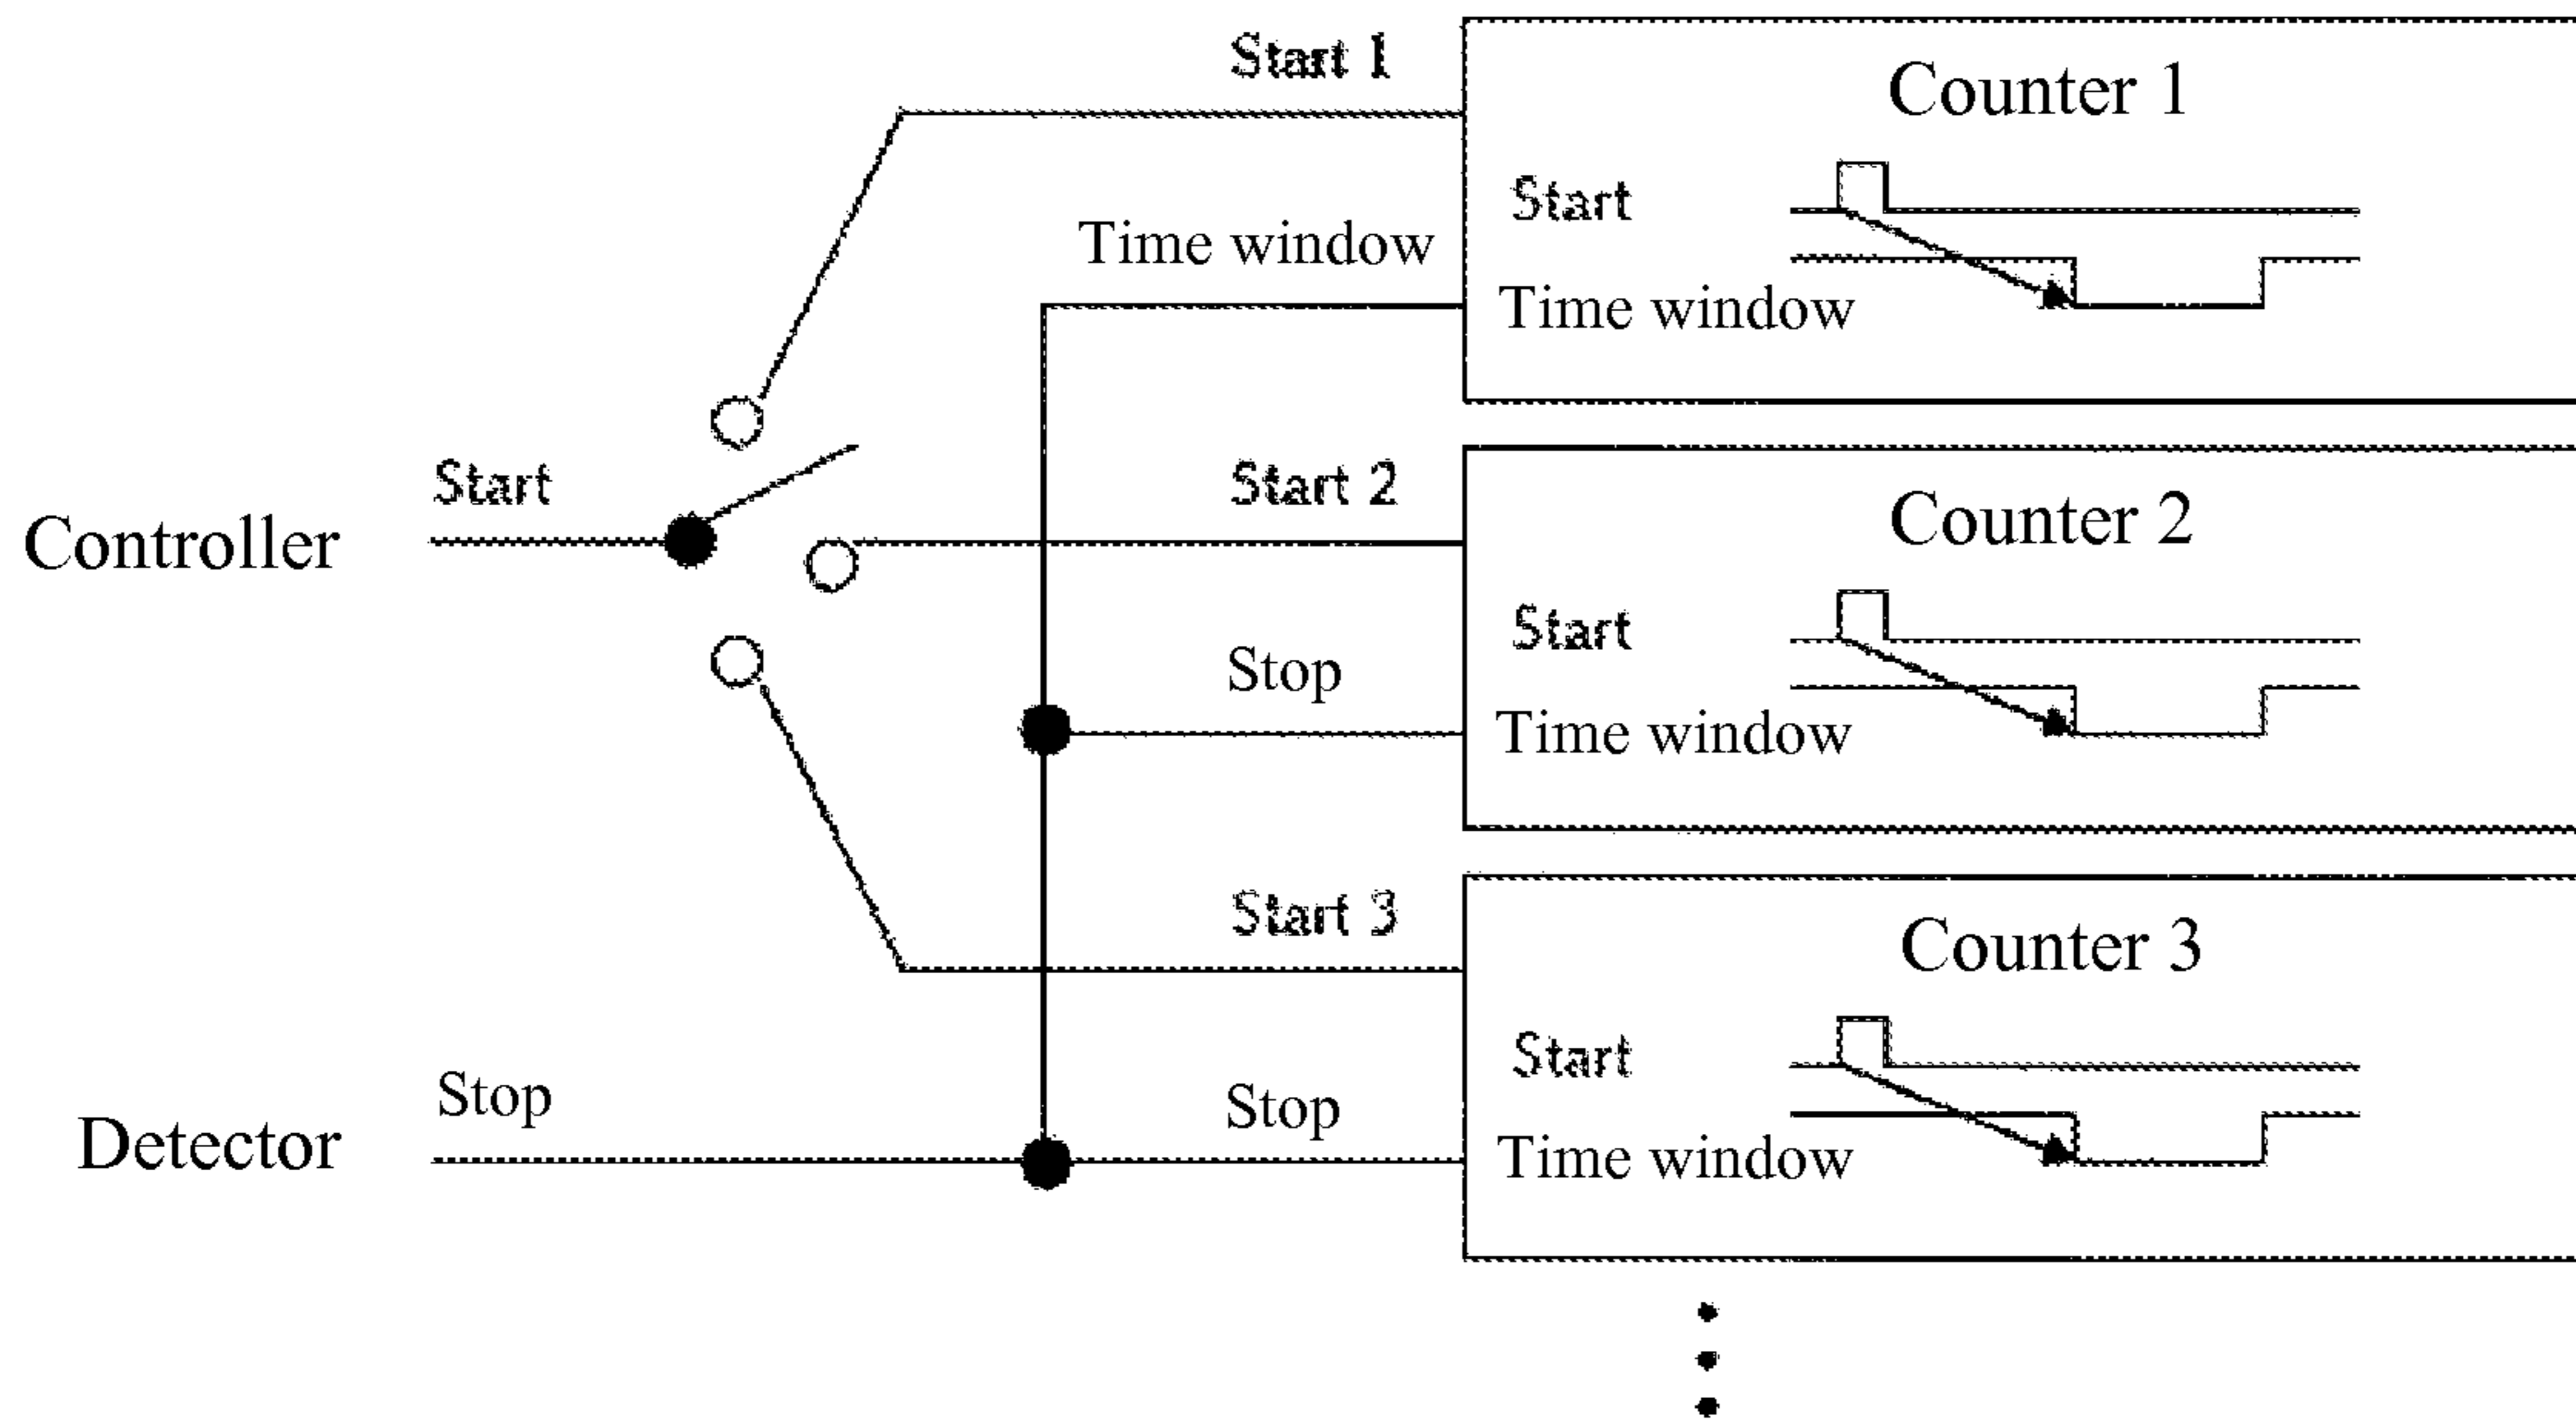 Start 1
Counter 1
Start
Time window
Time window
Start
Controller
Start 2
Counter 2
Start
Stop
Time window
Start 3
Counter 3
Start
Stop
Detector
Stop
Time window